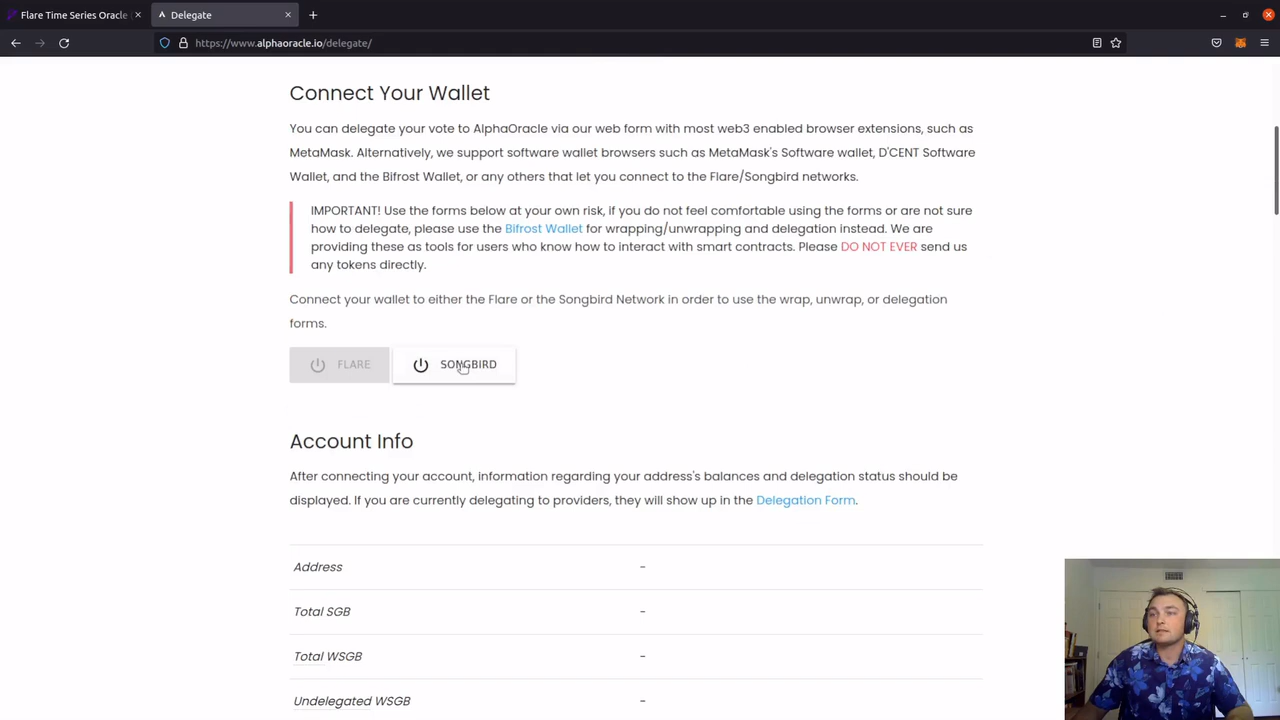 Flare Time Series Oracle (
Delegate
https://www.alphaoracle.io/delegate/
Connect Your Wallet
You can delegate your vote to AlphaOracle via our web form with most web3 enabled browser extensions, such as
MetaMask. Alternatively, we support software wallet browsers such as MetaMask's Software wallet, D'CENT Software
Wallet, and the Bifrost Wallet, or any others that let you connect to the Flare/Songbird networks.
IMPORTANT! Use the forms below at your own risk, if you do not feel comfortable using the forms or are not sure
how to delegate, please use the Bifrost Wallet for wrapping/unwrapping and delegation instead. We are
providing these as tools for users who know how to interact with smart contracts. Please DO NOT EVER send us
any tokens directly.
Connect your wallet to either the Flare or the Songbird Network in order to use the wrap, unwrap, or delegation
forms.
FLARE
SONGBIRD
Account Info
After connecting your account, information regarding your address's balances and delegation status should be
displayed. If you are currently delegating to providers, they will show up in the Delegation Form.
Address -
Total SGB -
Total WSGB -
Undelegated WSGB -